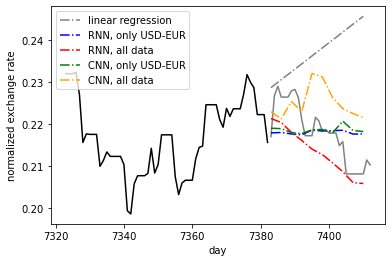 linear regression
RNN, only USD-EUR
RNN, all data
CNN, only USD-EUR
CNN, all data
normalized exchange rate
0.24
0.23
0.22
0.21
0.20
7320 7340 7360 7380 7400
day